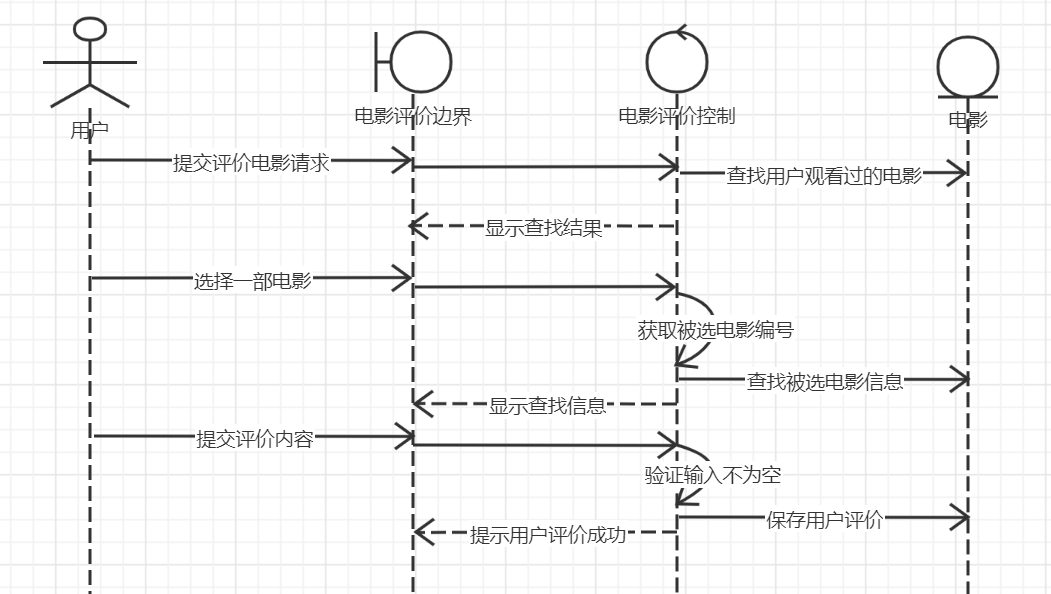 用户
电影评价边界
电影评价控制
电影
提交评价电影请求
查找用户观看过的电影
显示查找结果
选择一部电影
获取被选电影编号
查找被选电影信息
显示查找信息
提交评价内容
验证输入不为空
保存用户评价
提示用户评价成功